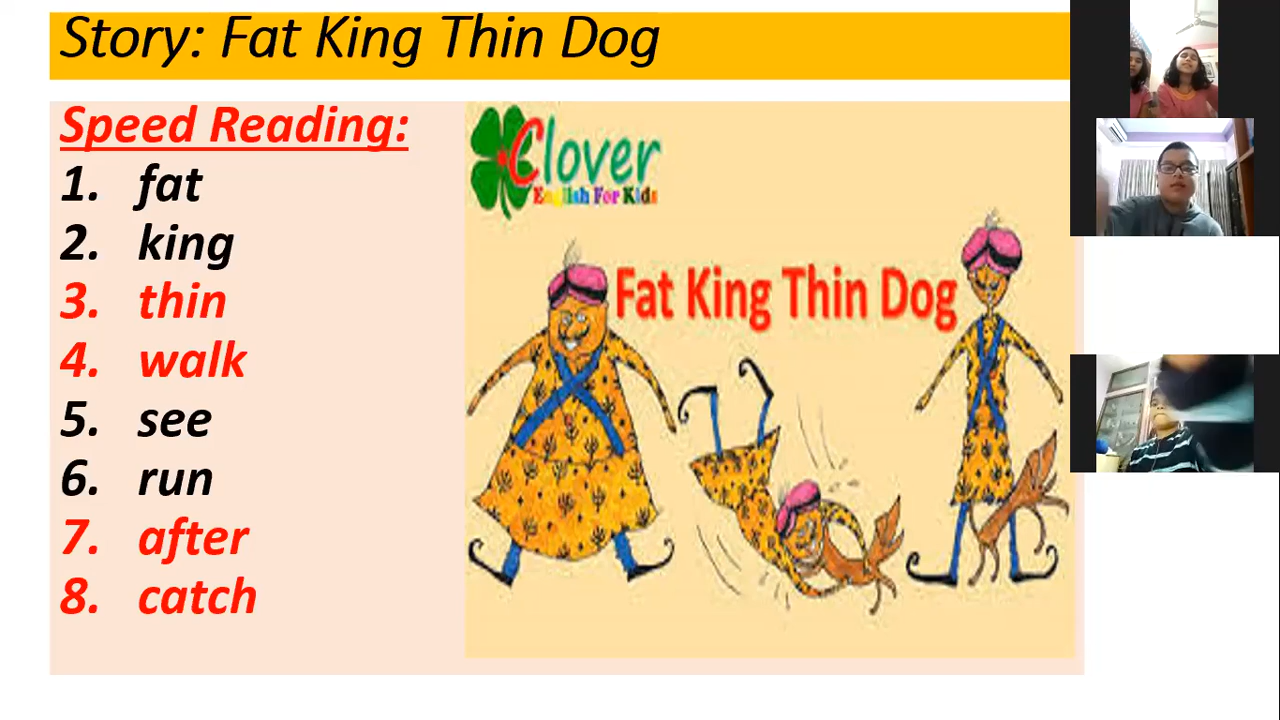 Story: Fat King Thin Dog
Speed Reading:
1. fat
2. king
3. thin
4. walk
5. see
6. run
7. after
8. catch
Clover
English For Kids
Fat King Thin Dog